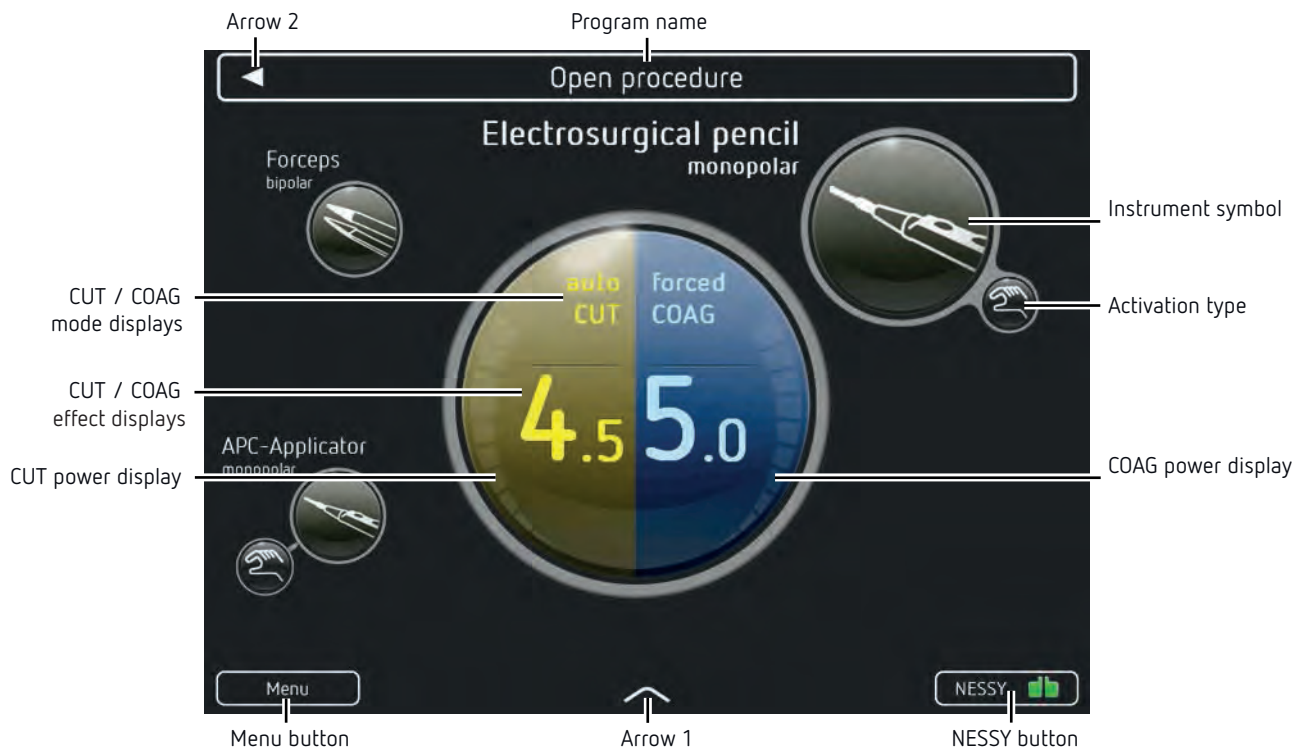 Arrow 2
Program name
Open procedure
Electrosurgical pencil
monopolar
Forceps
bipolar
Instrument symbol
Activation type
CUT / COAG
mode displays
auto
CUT
forced
COAG
CUT / COAG
effect displays
4.5
5.0
APC-Applicator
monopolar
CUT power display
COAG power display
Menu
NESSY
Menu button
Arrow 1
NESSY button